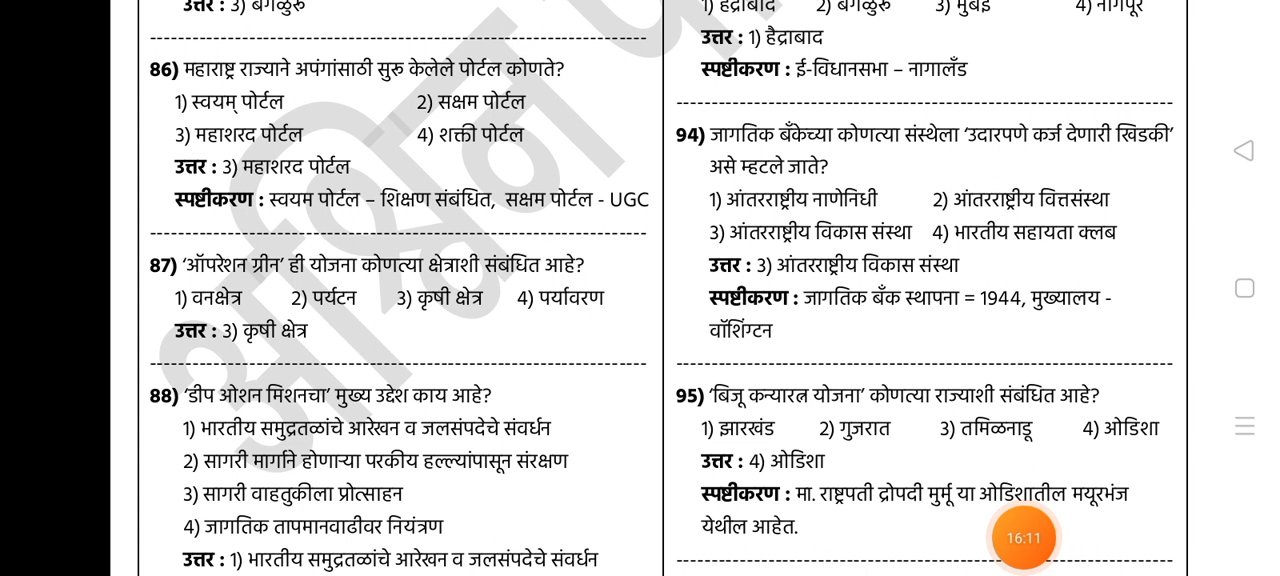 उत्तर : 3) बंगळुरू
86) महाराष्ट्र राज्याने अपंगांसाठी सुरू केलेले पोर्टल कोणते?
1) स्वयम् पोर्टल 2) सक्षम पोर्टल
3) महाशरद पोर्टल 4) शक्ती पोर्टल
उत्तर : 3) महाशरद पोर्टल
स्पष्टीकरण : स्वयम पोर्टल – शिक्षण संबंधित, सक्षम पोर्टल - UGC
87) ‘ऑपरेशन ग्रीन’ ही योजना कोणत्या क्षेत्राशी संबंधित आहे?
1) वनक्षेत्र 2) पर्यटन 3) कृषी क्षेत्र 4) पर्यावरण
उत्तर : 3) कृषी क्षेत्र
88) ‘डीप ओशन मिशनचा’ मुख्य उद्देश काय आहे?
1) भारतीय समुद्रतळांचे आरेखन व जलसंपदेचे संवर्धन
2) सागरी मार्गाने होणाऱ्या परकीय हल्ल्यांपासून संरक्षण
3) सागरी वाहतुकीला प्रोत्साहन
4) जागतिक तापमानवाढीवर नियंत्रण
उत्तर : 1) भारतीय समुद्रतळांचे आरेखन व जलसंपदेचे संवर्धन
1) हैद्राबाद 2) बंगळुरू 3) मुंबई 4) नागपूर
उत्तर : 1) हैद्राबाद
स्पष्टीकरण : ई-विधानसभा – नागालँड
94) जागतिक बँकेच्या कोणत्या संस्थेला ‘उदारपणे कर्ज देणारी खिडकी’
असे म्हटले जाते?
1) आंतरराष्ट्रीय नाणेनिधी 2) आंतरराष्ट्रीय वित्तसंस्था
3) आंतरराष्ट्रीय विकास संस्था 4) भारतीय सहायता क्लब
उत्तर : 3) आंतरराष्ट्रीय विकास संस्था
स्पष्टीकरण : जागतिक बँक स्थापना = 1944, मुख्यालय -
वॉशिंग्टन
95) ‘बिजू कन्यारत्न योजना’ कोणत्या राज्याशी संबंधित आहे?
1) झारखंड 2) गुजरात 3) तमिळनाडू 4) ओडिशा
उत्तर : 4) ओडिशा
स्पष्टीकरण : मा. राष्ट्रपती द्रोपदी मुर्मू या ओडिशातील मयूरभंज
येथील आहेत.
16:11